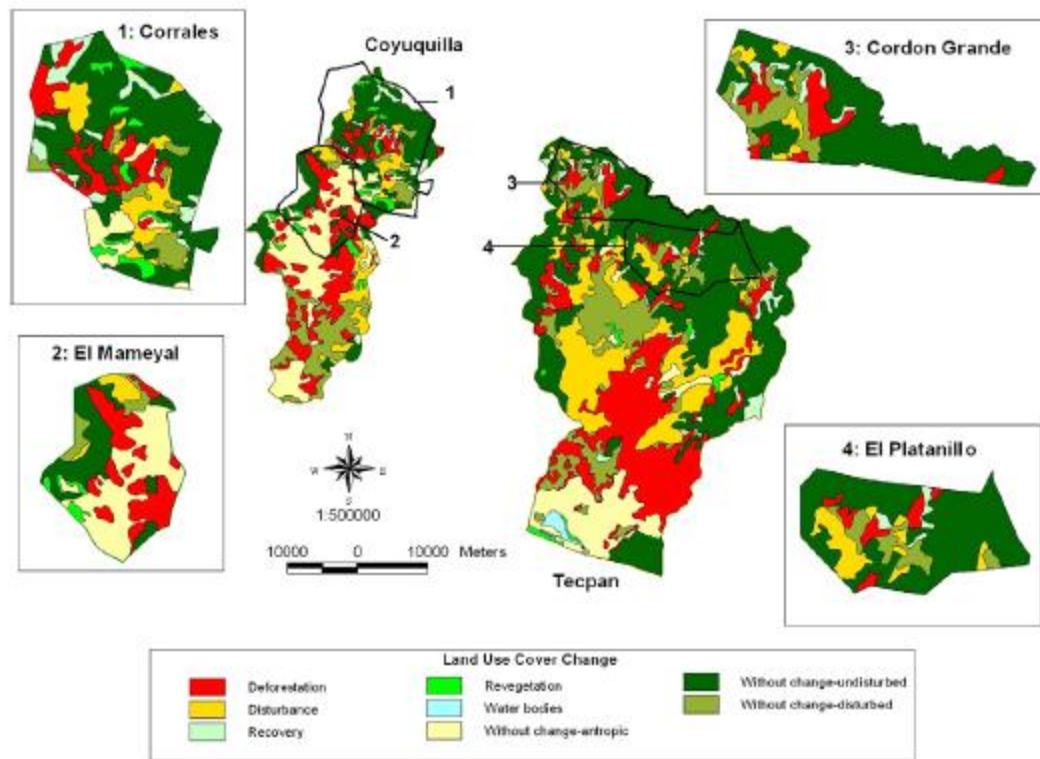 1: Corrales
Coyuquilla
3: Cordon Grande
1
3
4
2
2: El Mameyal
4: El Platanillo
N
W E
S
1:500000
10000 0 10000 Meters
Tecpan
Land Use Cover Change
Deforestation
Revegetation
Without change-undisturbed
Disturbance
Water bodies
Without change-disturbed
Recovery
Without change-antropic